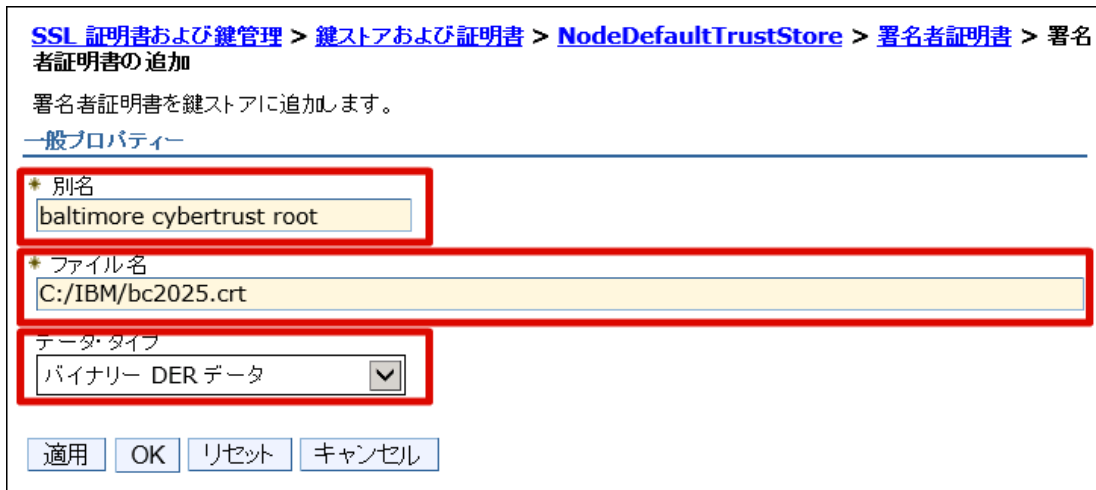 SSL 証明書および鍵管理 > 鍵ストアおよび証明書 > NodeDefaultTrustStore > 署名者証明書 > 署名
者証明書の追加
署名者証明書を鍵ストアに追加します。
一般プロパティー
* 別名
baltimore cybertrust root
* ファイル名
C:/IBM/bc2025.crt
データ・タイプ
バイナリー DER データ
適用 OK リセット キャンセル